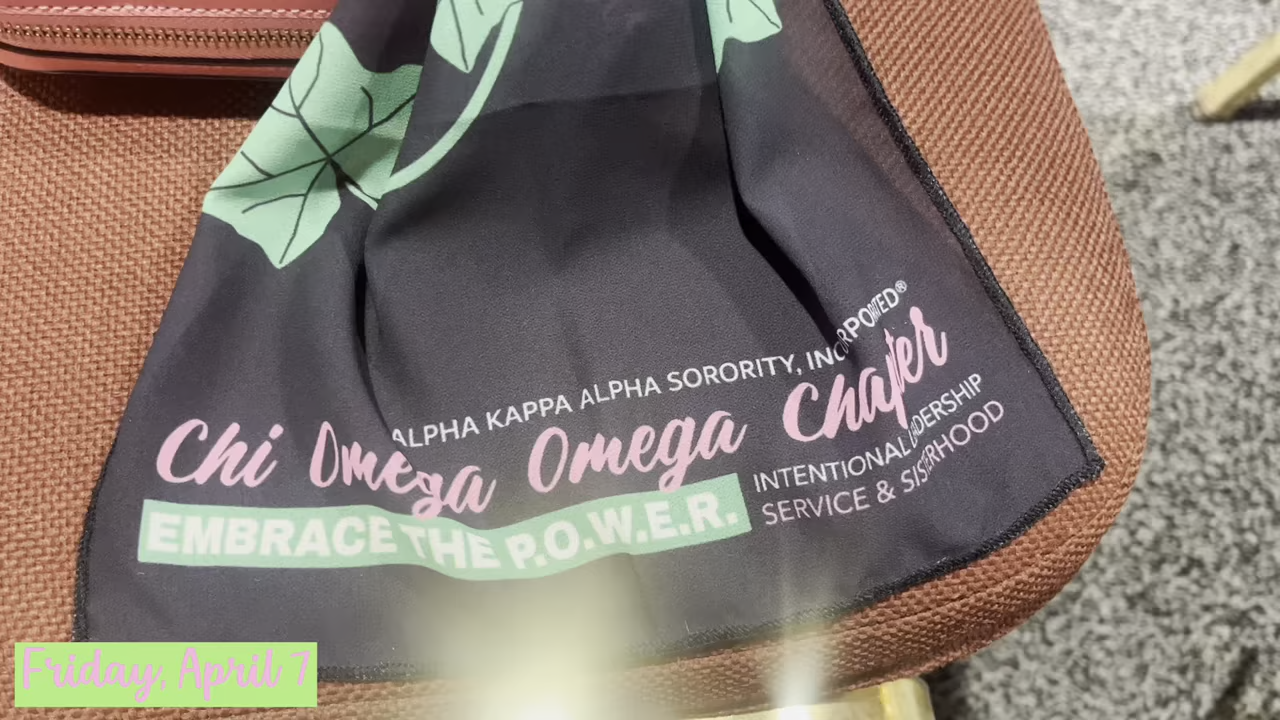 ALPHA KAPPA ALPHA SORORITY, INCORPORATED®
Chi Omega Omega Chapter
EMBRACE THE P.O.W.E.R.
INTENTIONAL LEADERSHIP
SERVICE & SISTERHOOD
Friday, April 7